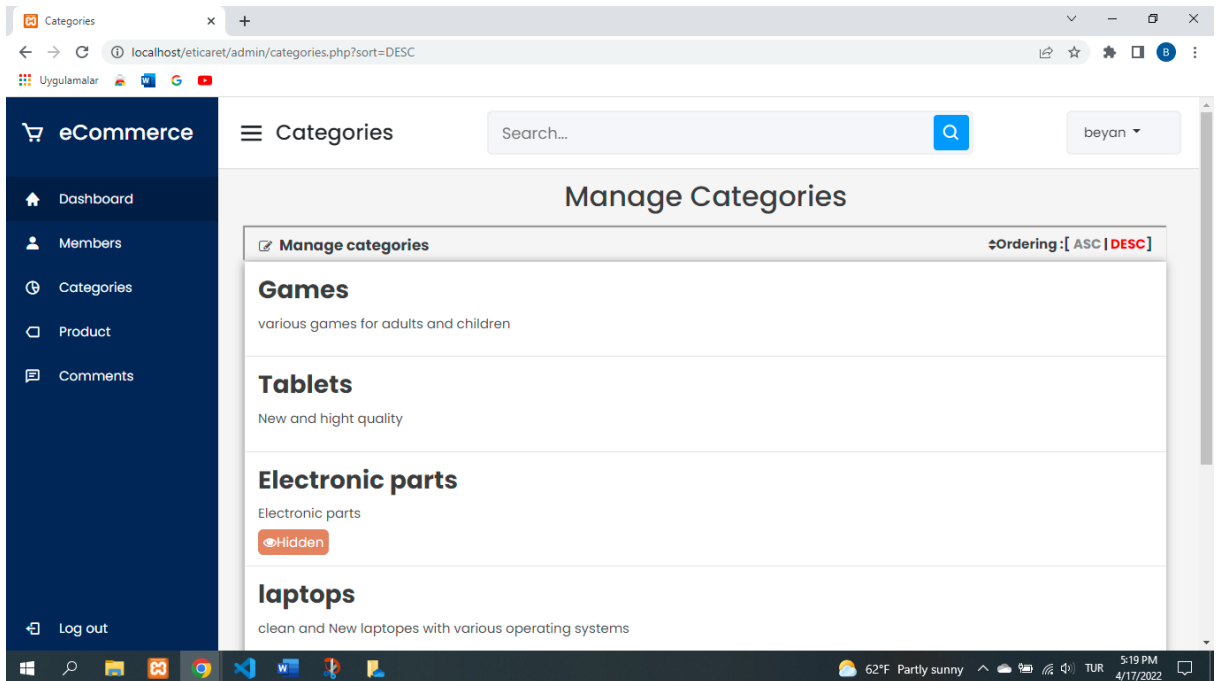 Categories
localhost/eticaret/admin/categories.php?sort=DESC
B
Uygulamalar
eCommerce
Categories
Search...
beyan
Dashboard
Members
Categories
Product
Comments
Log out
Manage Categories
Manage categories
Ordering :[ ASC | DESC ]
Games
various games for adults and children
Tablets
New and hight quality
Electronic parts
Electronic parts
Hidden
laptops
clean and New laptopes with various operating systems
62°F Partly sunny
TUR
5:19 PM
4/17/2022